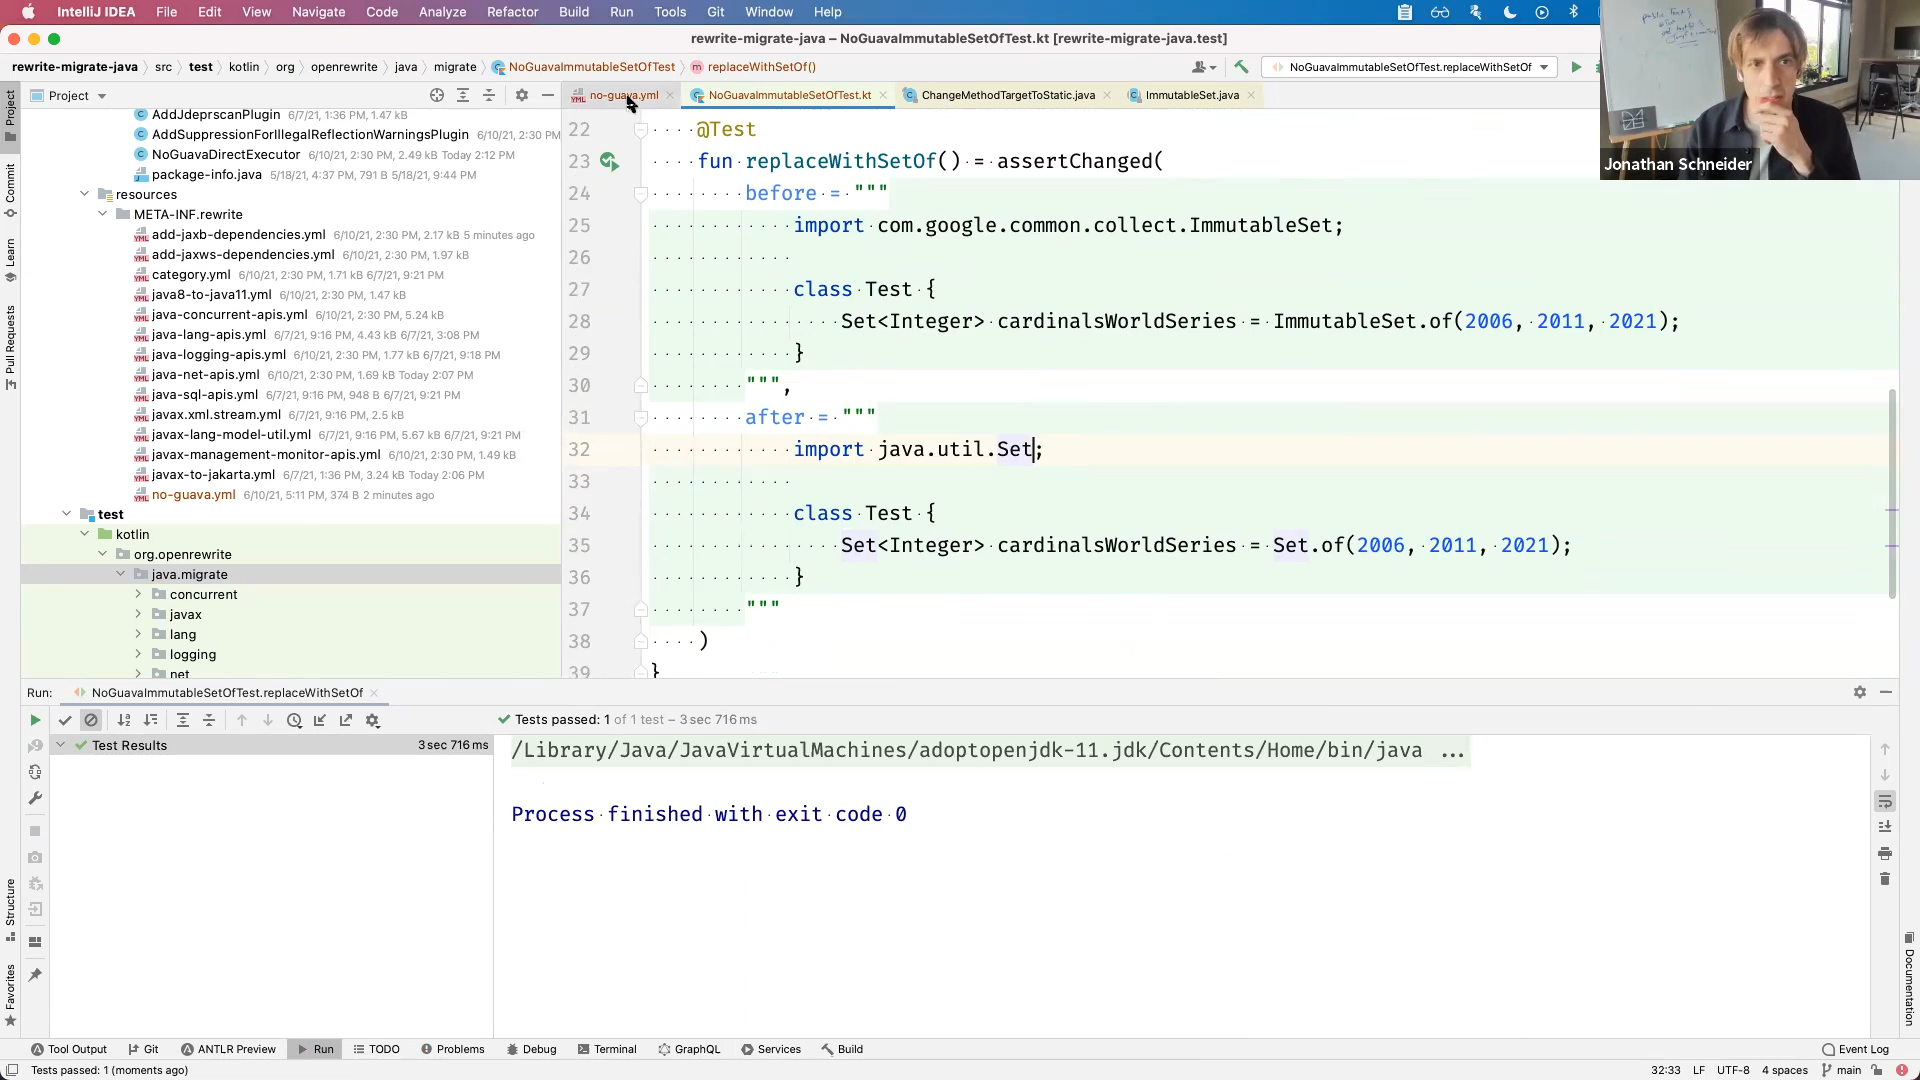 IntelliJ IDEA File Edit View Navigate Code Analyze Refactor Build Run Tools Git Window Help
rewrite-migrate-java – NoGuavaImmutableSetOfTest.kt [rewrite-migrate-java.test]
rewrite-migrate-java src test kotlin org openrewrite java migrate NoGuavaImmutableSetOfTest replaceWithSetOf()
NoGuavaImmutableSetOfTest.replaceWithSetOf
Jonathan Schneider
Project
no-guava.yml
NoGuavaImmutableSetOfTest.kt
ChangeMethodTargetToStatic.java
ImmutableSet.java
Project
Commit
Learn
Pull Requests
Structure
Favorites
AddJdeprscanPlugin 6/7/21, 1:36 PM, 1.47 kB
AddSuppressionForIllegalReflectionWarningsPlugin 6/10/21, 2:30 PM
NoGuavaDirectExecutor 6/10/21, 2:30 PM, 2.49 kB Today 2:12 PM
package-info.java 5/18/21, 4:37 PM, 791 B 5/18/21, 9:44 PM
resources
META-INF.rewrite
add-jaxb-dependencies.yml 6/10/21, 2:30 PM, 2.17 kB 5 minutes ago
add-jaxws-dependencies.yml 6/10/21, 2:30 PM, 1.97 kB
category.yml 6/10/21, 2:30 PM, 1.71 kB 6/7/21, 9:21 PM
java8-to-java11.yml 6/10/21, 2:30 PM, 1.47 kB
java-concurrent-apis.yml 6/10/21, 2:30 PM, 5.24 kB
java-lang-apis.yml 6/7/21, 9:16 PM, 4.43 kB 6/7/21, 3:08 PM
java-logging-apis.yml 6/10/21, 2:30 PM, 1.77 kB 6/7/21, 9:18 PM
java-net-apis.yml 6/10/21, 2:30 PM, 1.69 kB Today 2:07 PM
java-sql-apis.yml 6/7/21, 9:16 PM, 948 B 6/7/21, 9:21 PM
javax.xml.stream.yml 6/7/21, 9:16 PM, 2.5 kB
javax-lang-model-util.yml 6/7/21, 9:16 PM, 5.67 kB 6/7/21, 9:21 PM
javax-management-monitor-apis.yml 6/10/21, 2:30 PM, 1.49 kB
javax-to-jakarta.yml 6/7/21, 1:36 PM, 3.24 kB Today 2:06 PM
no-guava.yml 6/10/21, 5:11 PM, 374 B 2 minutes ago
test
kotlin
org.openrewrite
java.migrate
concurrent
javax
lang
logging
net
22 @Test
23 fun replaceWithSetOf() = assertChanged(
24 before = """
25 import com.google.common.collect.ImmutableSet;
26
27 class Test {
28 Set<Integer> cardinalsWorldSeries = ImmutableSet.of(2006, 2011, 2021);
29 }
30 """,
31 after = """
32 import java.util.Set;
33
34 class Test {
35 Set<Integer> cardinalsWorldSeries = Set.of(2006, 2011, 2021);
36 }
37 """
38 )
39 }
Run: NoGuavaImmutableSetOfTest.replaceWithSetOf
Tests passed: 1 of 1 test – 3 sec 716 ms
Test Results 3 sec 716 ms
/Library/Java/JavaVirtualMachines/adoptopenjdk-11.jdk/Contents/Home/bin/java ...
Process finished with exit code 0
Documentation
Tool Output Git ANTLR Preview Run TODO Problems Debug Terminal GraphQL Services Build Event Log
Tests passed: 1 (moments ago) 32:33 LF UTF-8 4 spaces main